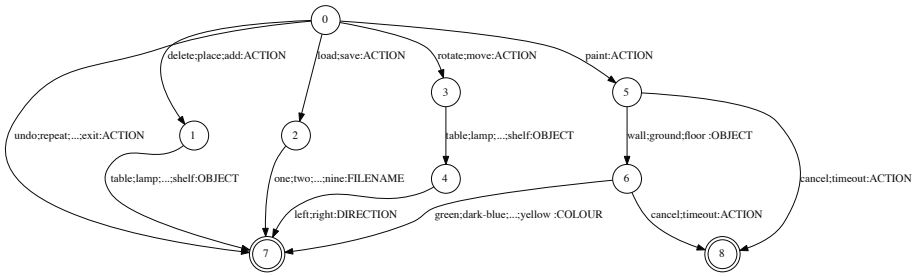 0
delete;place;add:ACTION
load;save:ACTION
rotate;move:ACTION
paint:ACTION
3
5
undo;repeat;...;exit:ACTION
1
2
table;lamp;...;shelf:OBJECT
wall;ground;floor :OBJECT
table;lamp;...;shelf:OBJECT
one;two;...;nine:FILENAME
4
6
cancel;timeout:ACTION
left;right:DIRECTION
green;dark-blue;...;yellow :COLOUR
cancel;timeout:ACTION
7
8